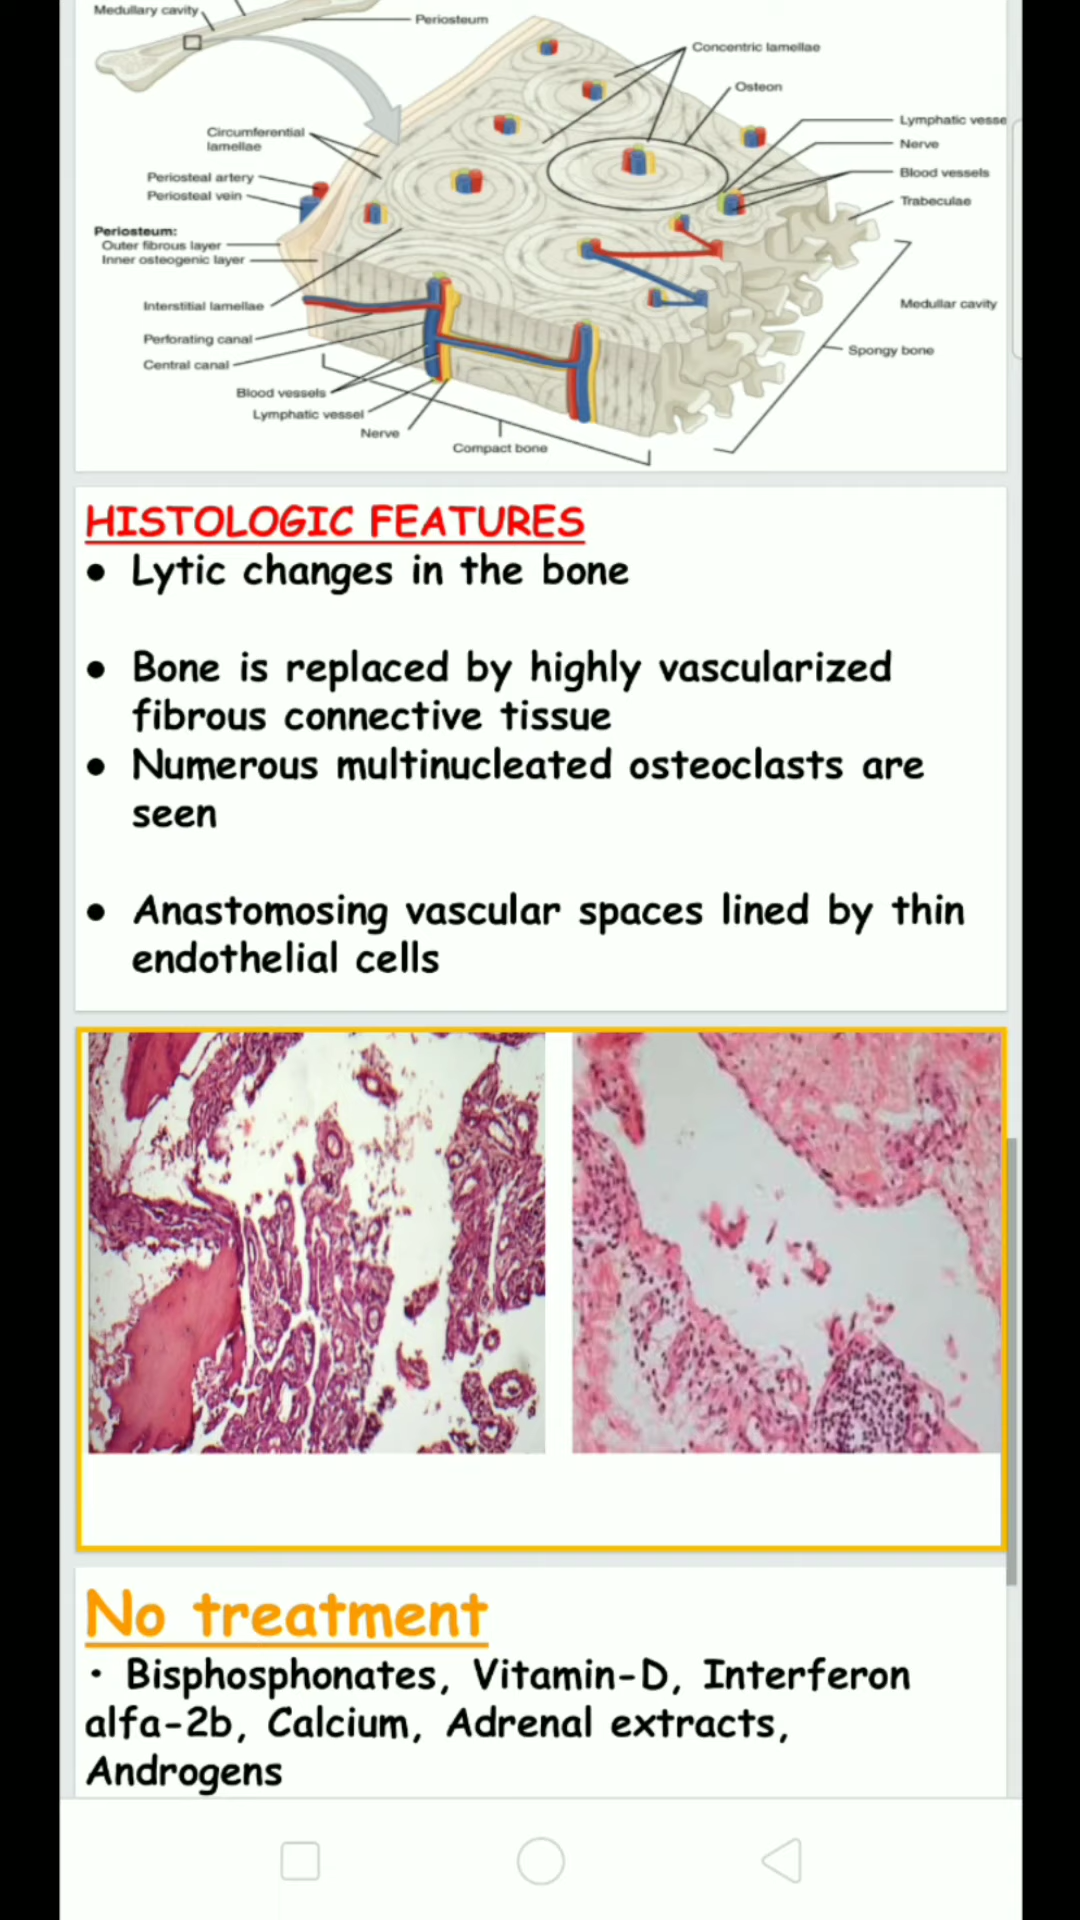 Medullary cavity
Periosteum
Concentric lamellae
Osteon
Lymphatic vesse
Nerve
Blood vessels
Trabeculae
Circumferential
lamellae
Periosteal artery
Periosteal vein
Periosteum:
Outer fibrous layer
Inner osteogenic layer
Interstitial lamellae
Medullar cavity
Perforating canal
Spongy bone
Central canal
Blood vessels
Lymphatic vessel
Nerve
Compact bone
HISTOLOGIC FEATURES
● Lytic changes in the bone
● Bone is replaced by highly vascularized
fibrous connective tissue
● Numerous multinucleated osteoclasts are
seen
● Anastomosing vascular spaces lined by thin
endothelial cells
No treatment
• Bisphosphonates, Vitamin-D, Interferon
alfa-2b, Calcium, Adrenal extracts,
Androgens